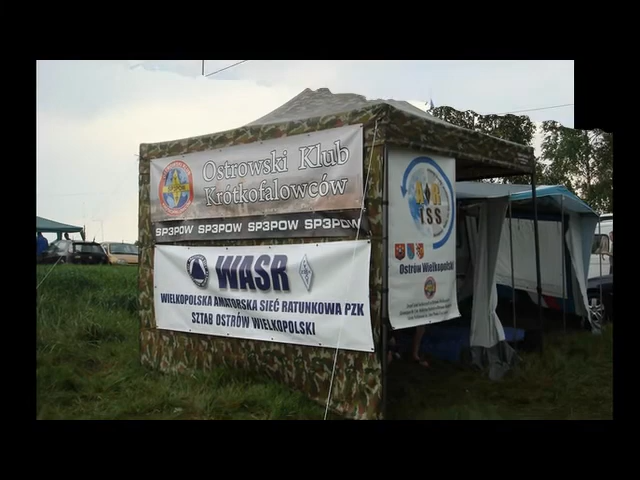 Ostrowski Klub
Krótkofalowców
SP3POW SP3POW SP3POW SP3POW SP3POW
WASR
WIELKOPOLSKA AMATORSKA SIEĆ RATUNKOWA PZK
SZTAB OSTRÓW WIELKOPOLSKI
ISS
Ostrów Wielkopolski